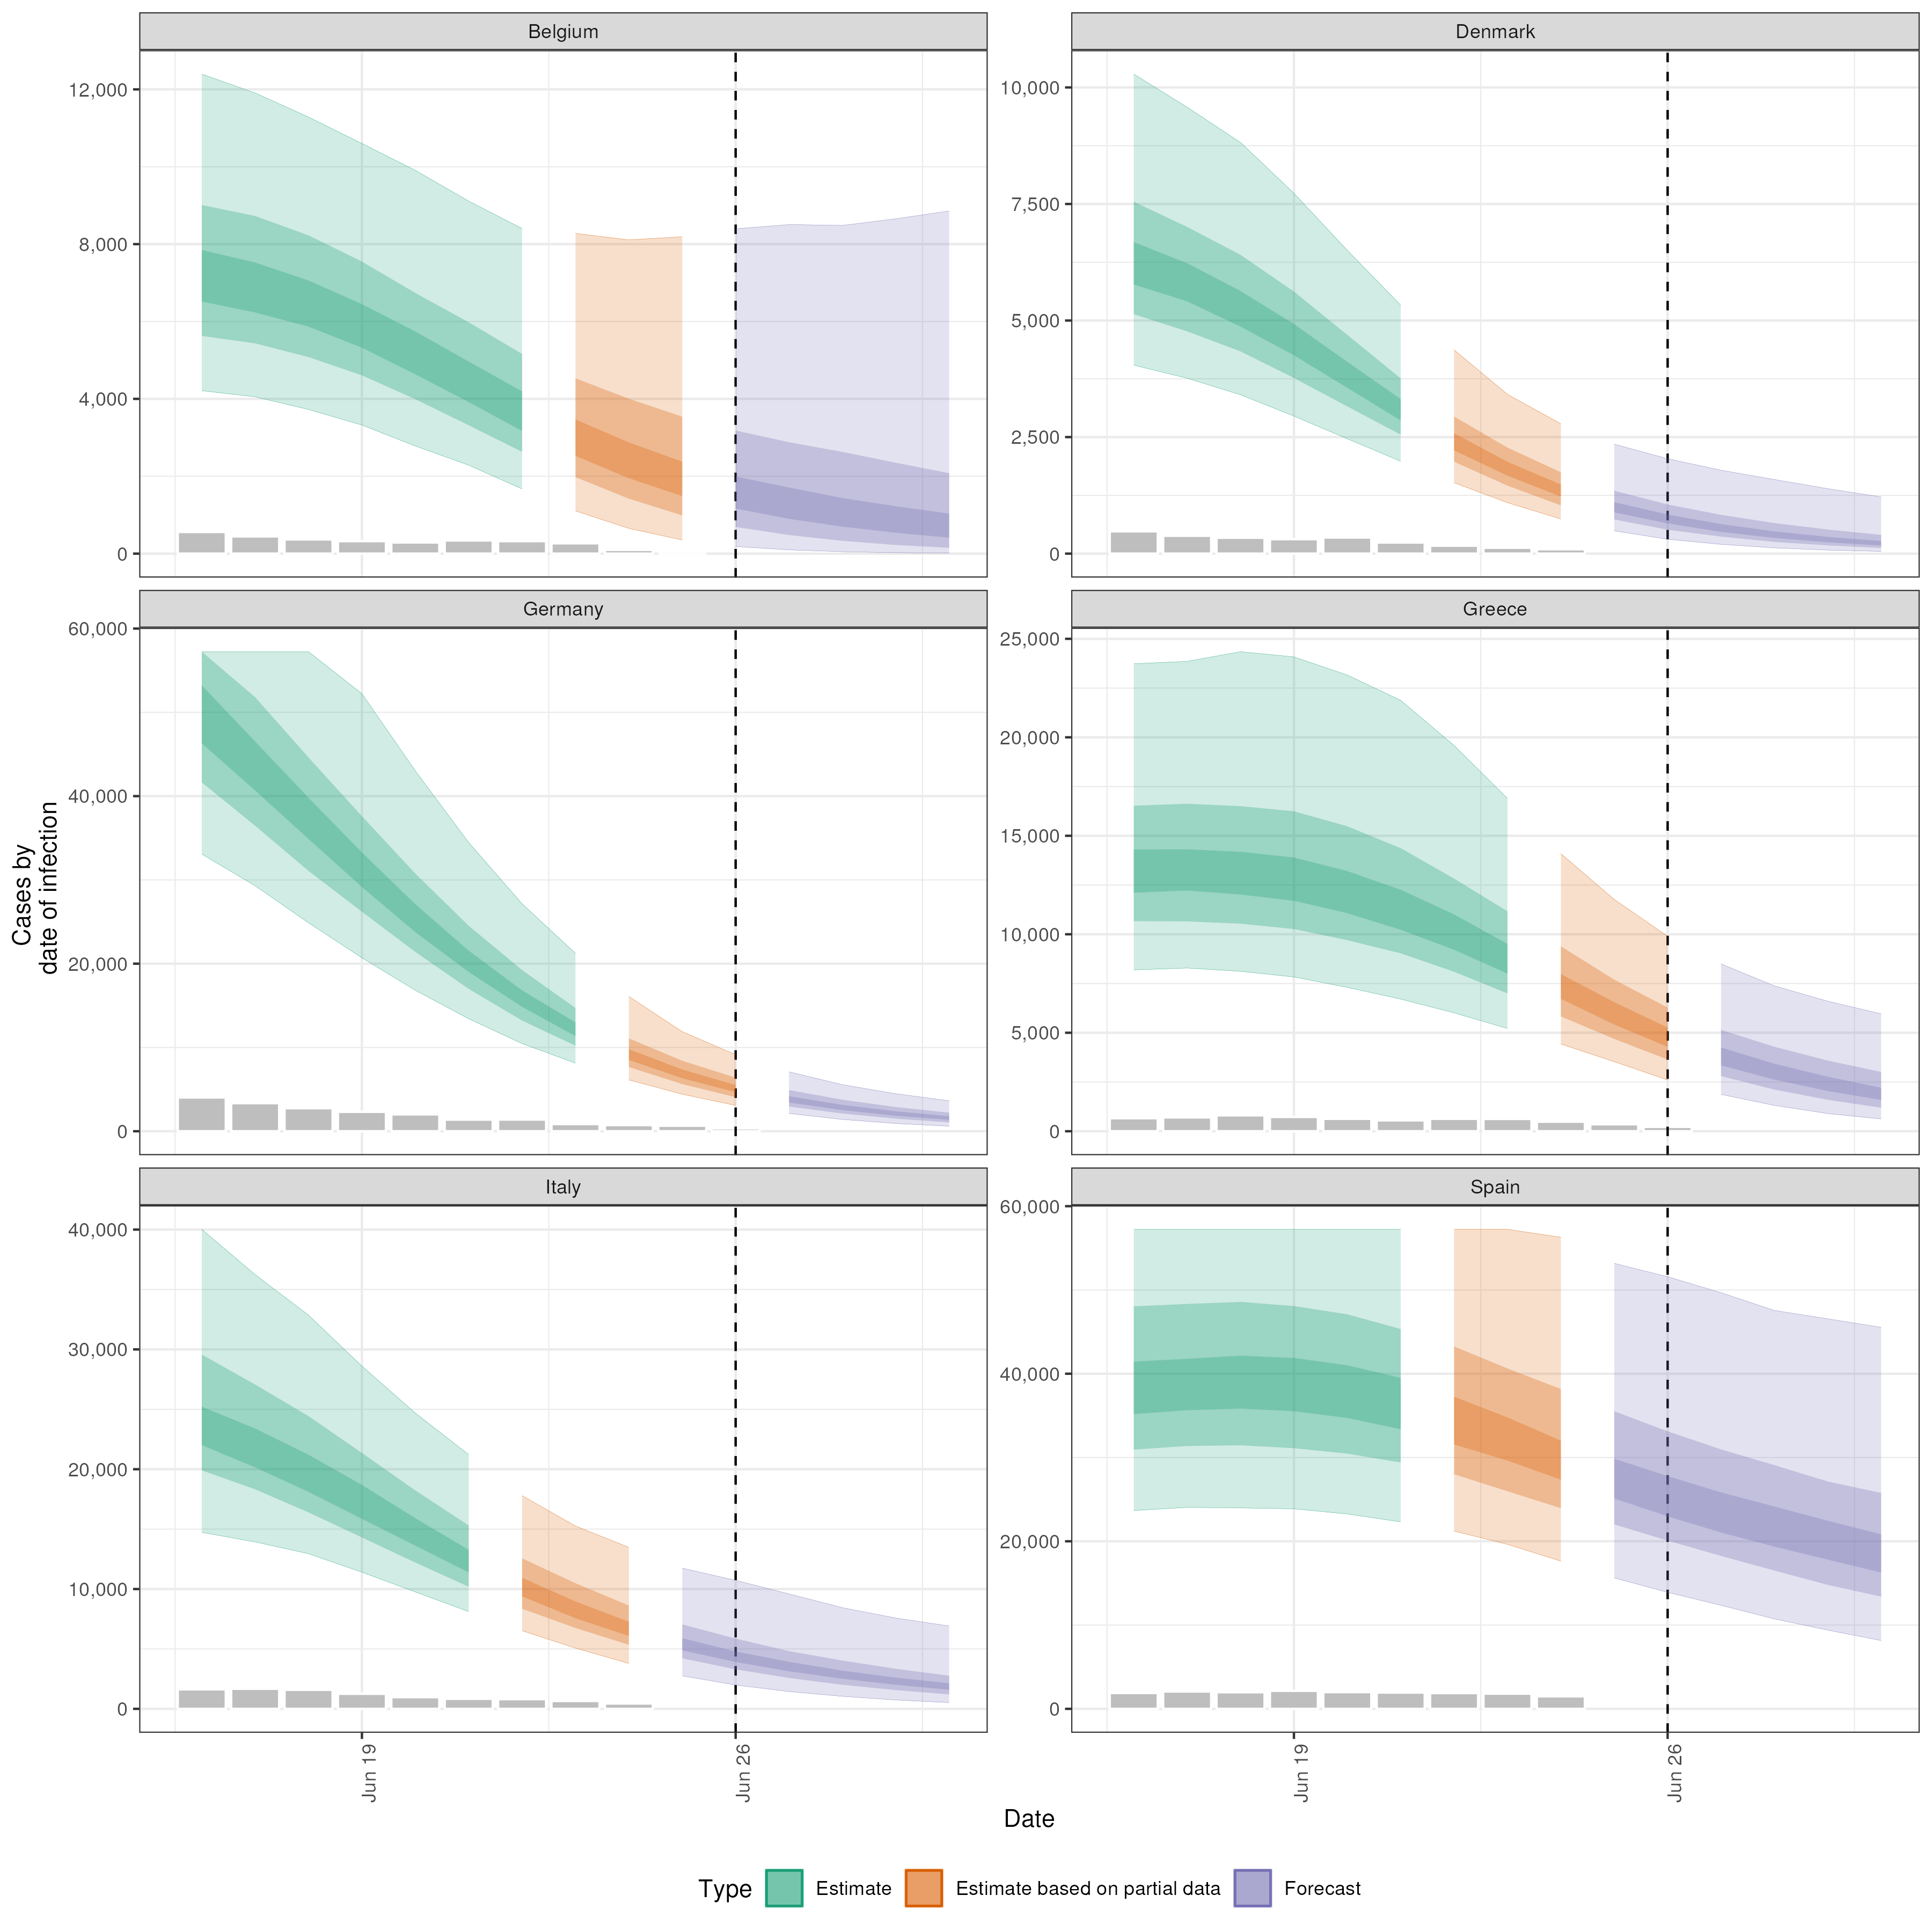 Belgium
Denmark
12,000
8,000
4,000
0
10,000
7,500
5,000
2,500
0
Germany
Greece
60,000
40,000
20,000
0
25,000
20,000
15,000
10,000
5,000
0
Italy
Spain
40,000
30,000
20,000
10,000
0
60,000
40,000
20,000
0
Cases by
date of infection
Jun 19
Jun 26
Jun 19
Jun 26
Date
Type Estimate Estimate based on partial data Forecast